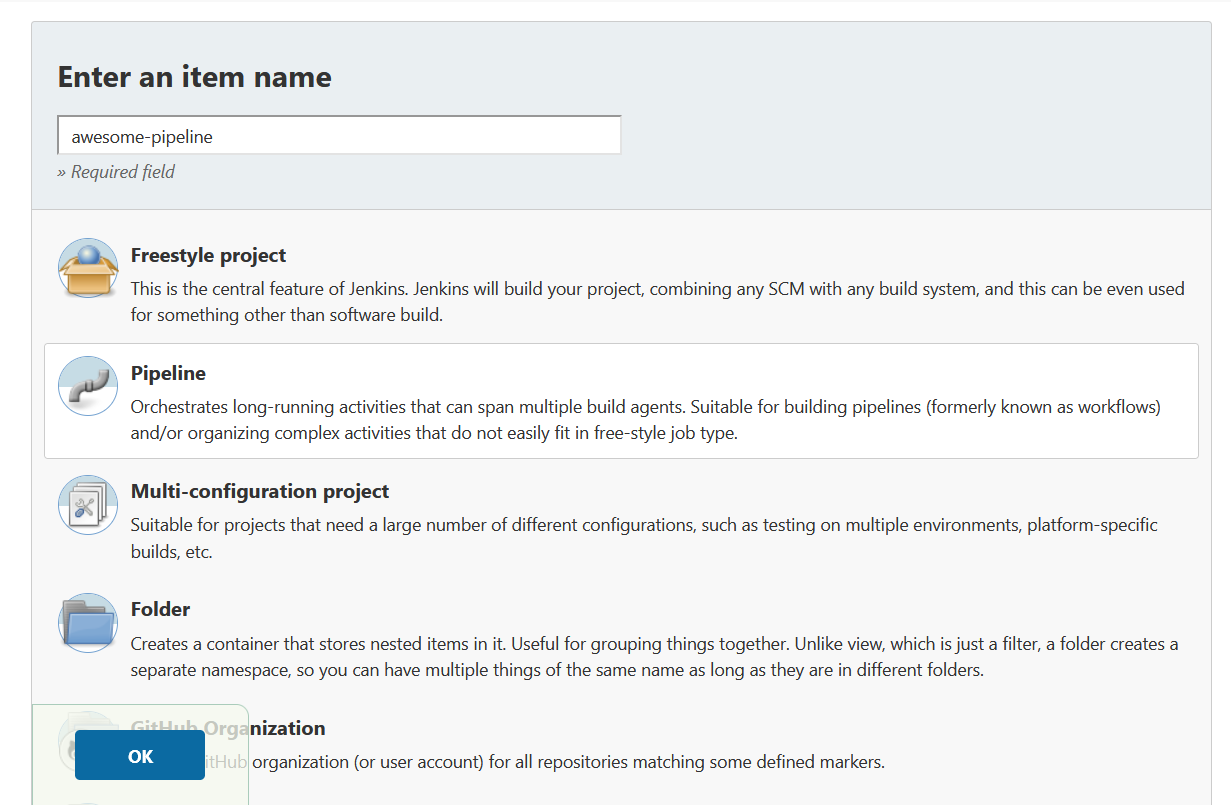 Enter an item name
awesome-pipeline
» Required field
Freestyle project
This is the central feature of Jenkins. Jenkins will build your project, combining any SCM with any build system, and this can be even used
for something other than software build.
Pipeline
Orchestrates long-running activities that can span multiple build agents. Suitable for building pipelines (formerly known as workflows)
and/or organizing complex activities that do not easily fit in free-style job type.
Multi-configuration project
Suitable for projects that need a large number of different configurations, such as testing on multiple environments, platform-specific
builds, etc.
Folder
Creates a container that stores nested items in it. Useful for grouping things together. Unlike view, which is just a filter, a folder creates a
separate namespace, so you can have multiple things of the same name as long as they are in different folders.
GitHub Organization
OK
itHub organization (or user account) for all repositories matching some defined markers.